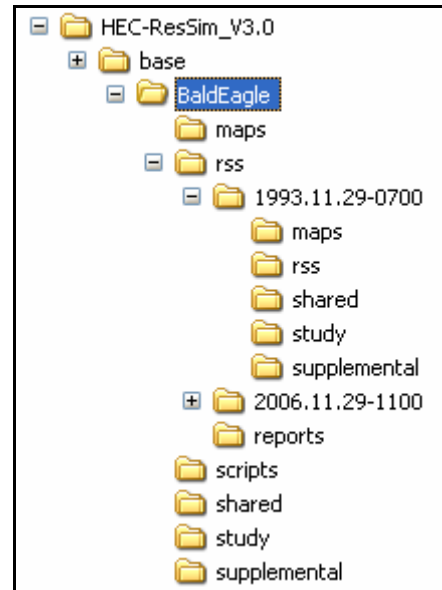 HEC-ResSim_V3.0
base
BaldEagle
maps
rss
1993.11.29-0700
maps
rss
shared
study
supplemental
2006.11.29-1100
reports
scripts
shared
study
supplemental